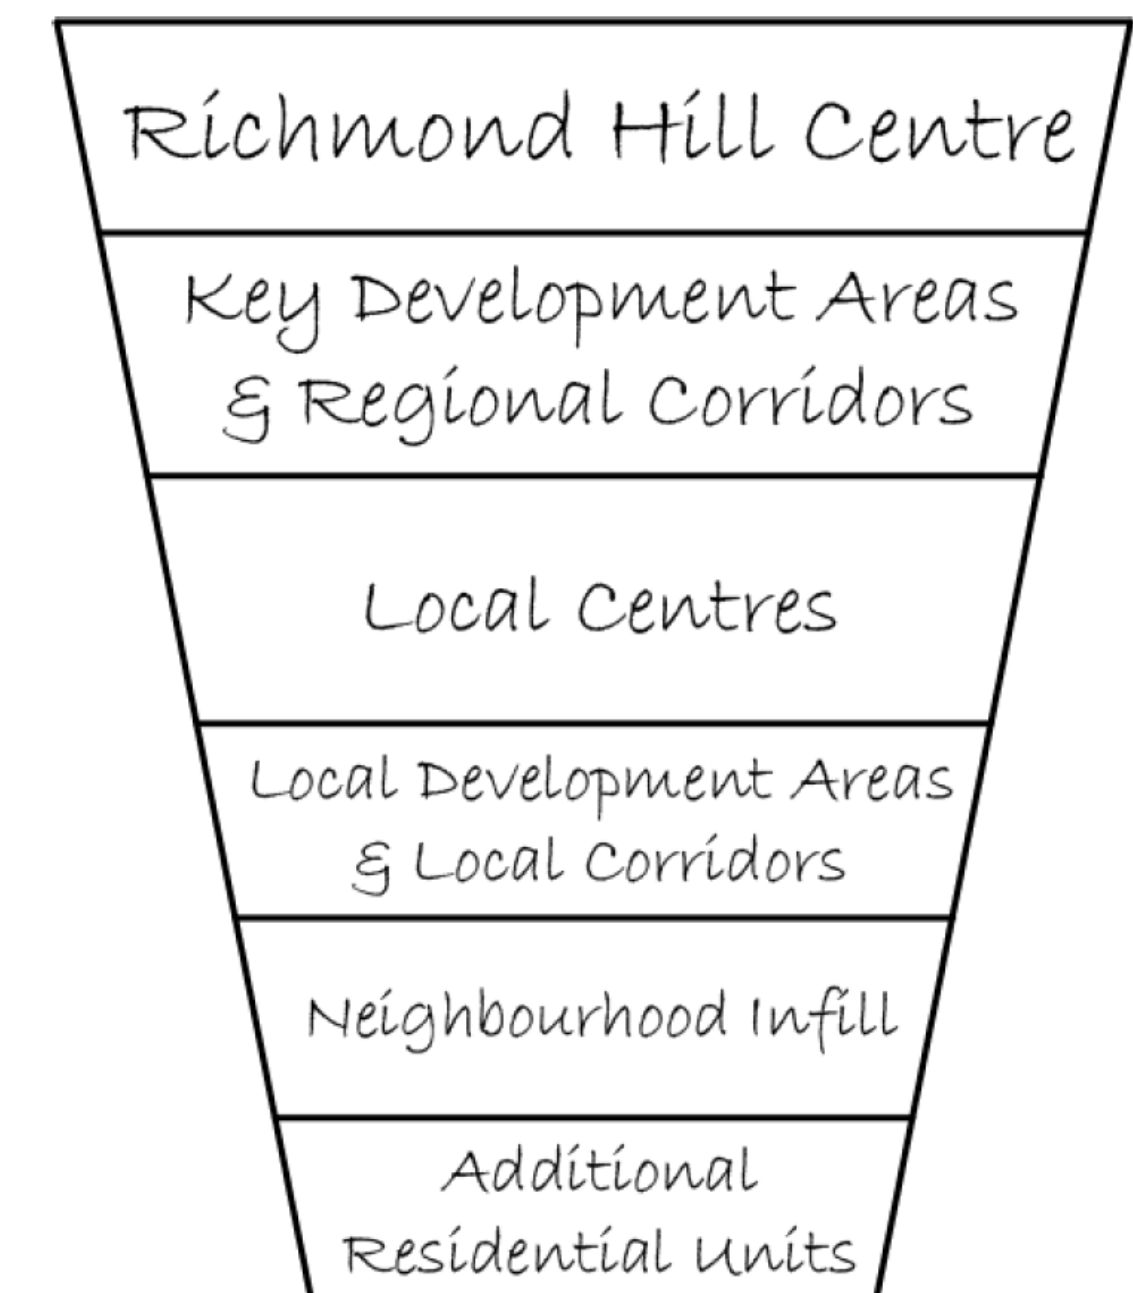 Richmond Hill Centre
Key Development Areas
& Regional Corridors
Local Centres
Local Development Areas
& Local Corridors
Neighbourhood Infill
Additional
Residential Units